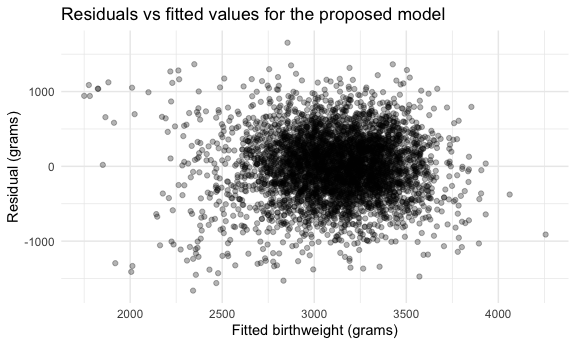 Residuals vs fitted values for the proposed model
Residual (grams)
1000
0
-1000
2000 2500 3000 3500 4000
Fitted birthweight (grams)